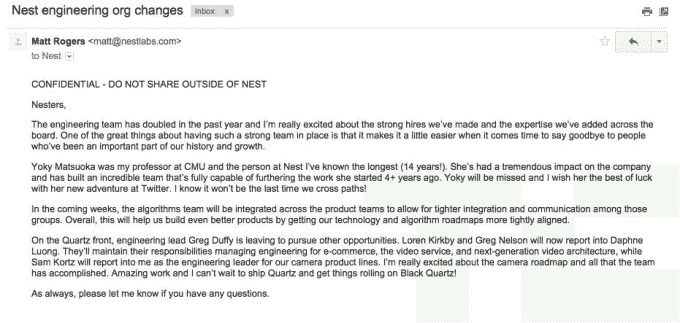 Nest engineering org changes Inbox x
Matt Rogers <matt@nestlabs.com>
to Nest
CONFIDENTIAL - DO NOT SHARE OUTSIDE OF NEST
Nesters,
The engineering team has doubled in the past year and I'm really excited about the strong hires we've made and the expertise we've added across the
board. One of the great things about having such a strong team in place is that it makes it a little easier when it comes time to say goodbye to people
who've been an important part of our history and growth.
Yoky Matsuoka was my professor at CMU and the person at Nest I've known the longest (14 years!). She's had a tremendous impact on the company
and has built an incredible team that's fully capable of furthering the work she started 4+ years ago. Yoky will be missed and I wish her the best of luck
with her new adventure at Twitter. I know it won't be the last time we cross paths!
In the coming weeks, the algorithms team will be integrated across the product teams to allow for tighter integration and communication among those
groups. Overall, this will help us build even better products by getting our technology and algorithm roadmaps more tightly aligned.
On the Quartz front, engineering lead Greg Duffy is leaving to pursue other opportunities. Loren Kirkby and Greg Nelson will now report into Daphne
Luong. They'll maintain their responsibilities managing engineering for e-commerce, the video service, and next-generation video architecture, while
Sam Kortz will report into me as the engineering leader for our camera product lines. I'm really excited about the camera roadmap and all that the team
has accomplished. Amazing work and I can't wait to ship Quartz and get things rolling on Black Quartz!
As always, please let me know if you have any questions.